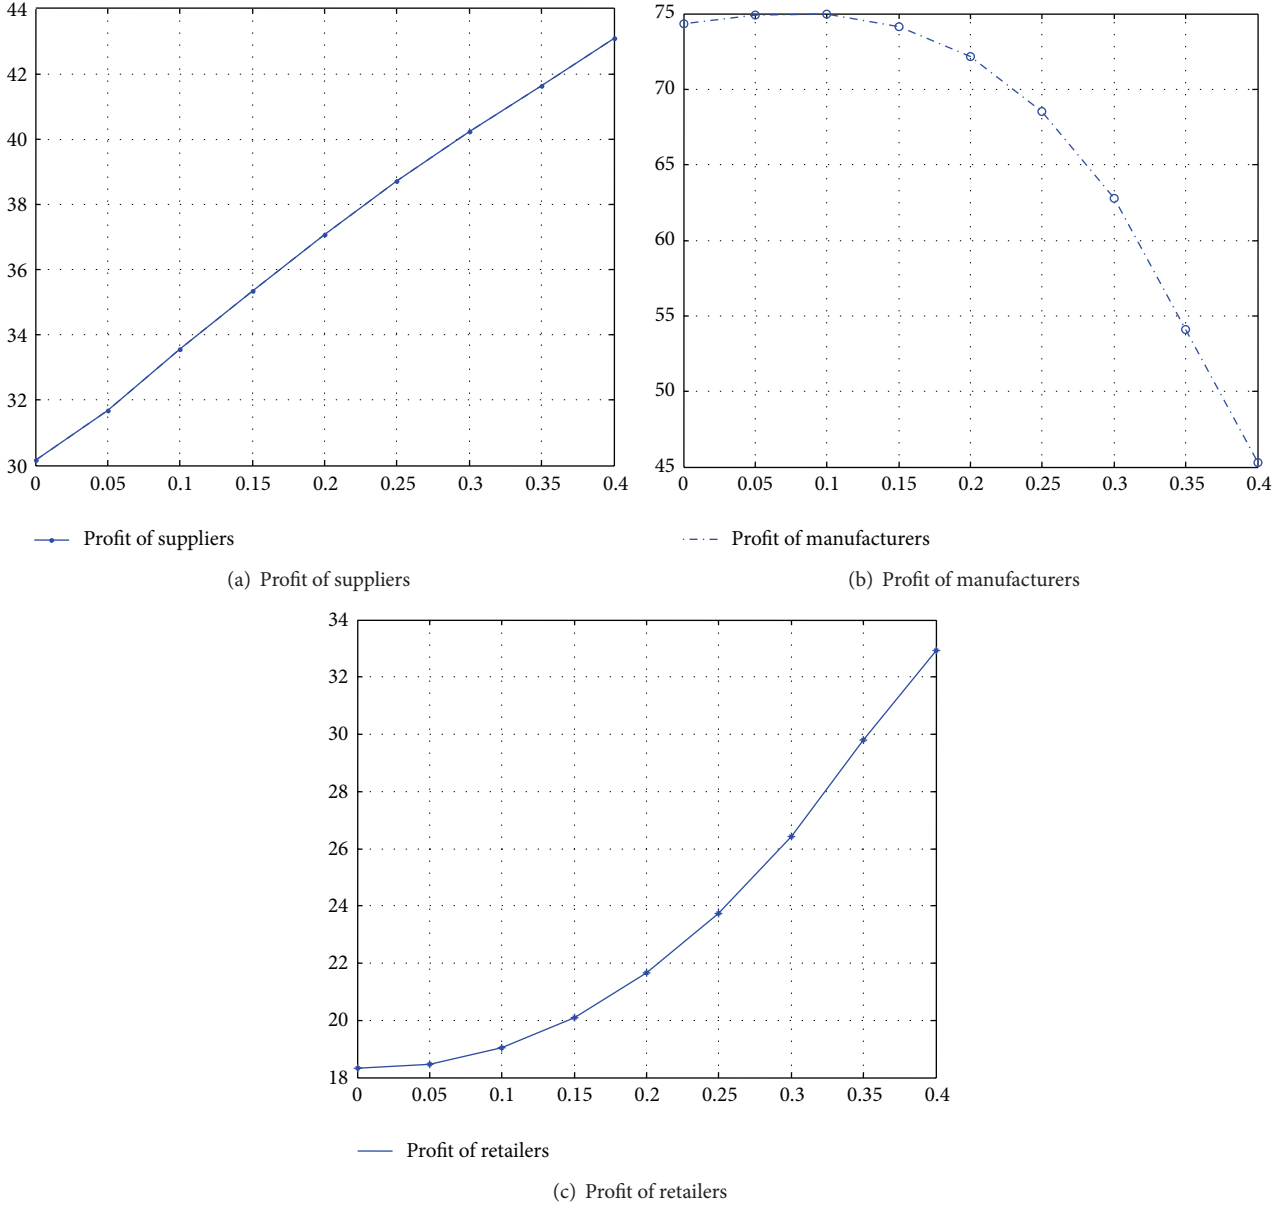 44
42
40
38
36
34
32
30
0 0.05 0.1 0.15 0.2 0.25 0.3 0.35 0.4
Profit of suppliers
(a) Profit of suppliers
75
70
65
60
55
50
45
0 0.05 0.1 0.15 0.2 0.25 0.3 0.35 0.4
Profit of manufacturers
(b) Profit of manufacturers
34
32
30
28
26
24
22
20
18
0 0.05 0.1 0.15 0.2 0.25 0.3 0.35 0.4
Profit of retailers
(c) Profit of retailers